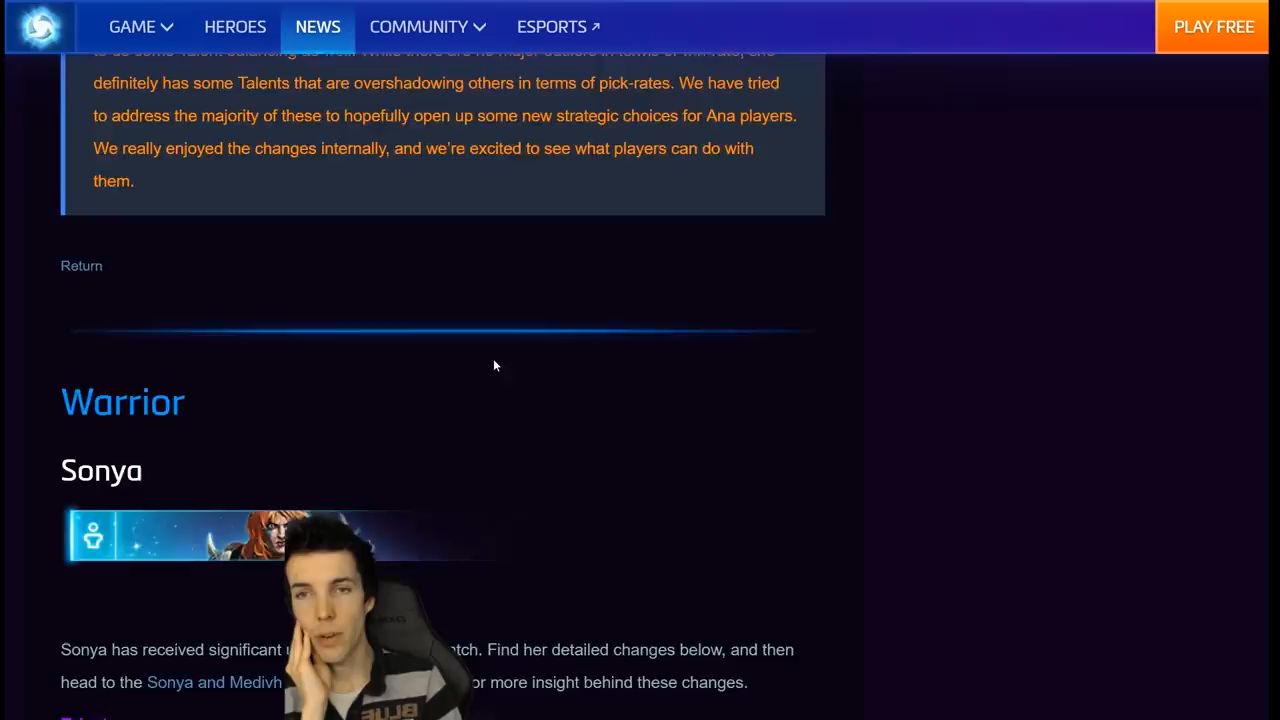 GAME HEROES NEWS COMMUNITY ESPORTS PLAY FREE
definitely has some Talents that are overshadowing others in terms of pick-rates. We have tried
to address the majority of these to hopefully open up some new strategic choices for Ana players.
We really enjoyed the changes internally, and we're excited to see what players can do with
them.
Return
Warrior
Sonya
Sonya has received significant Find her detailed changes below, and then
head to the Sonya and Medivh or more insight behind these changes.
BLUE